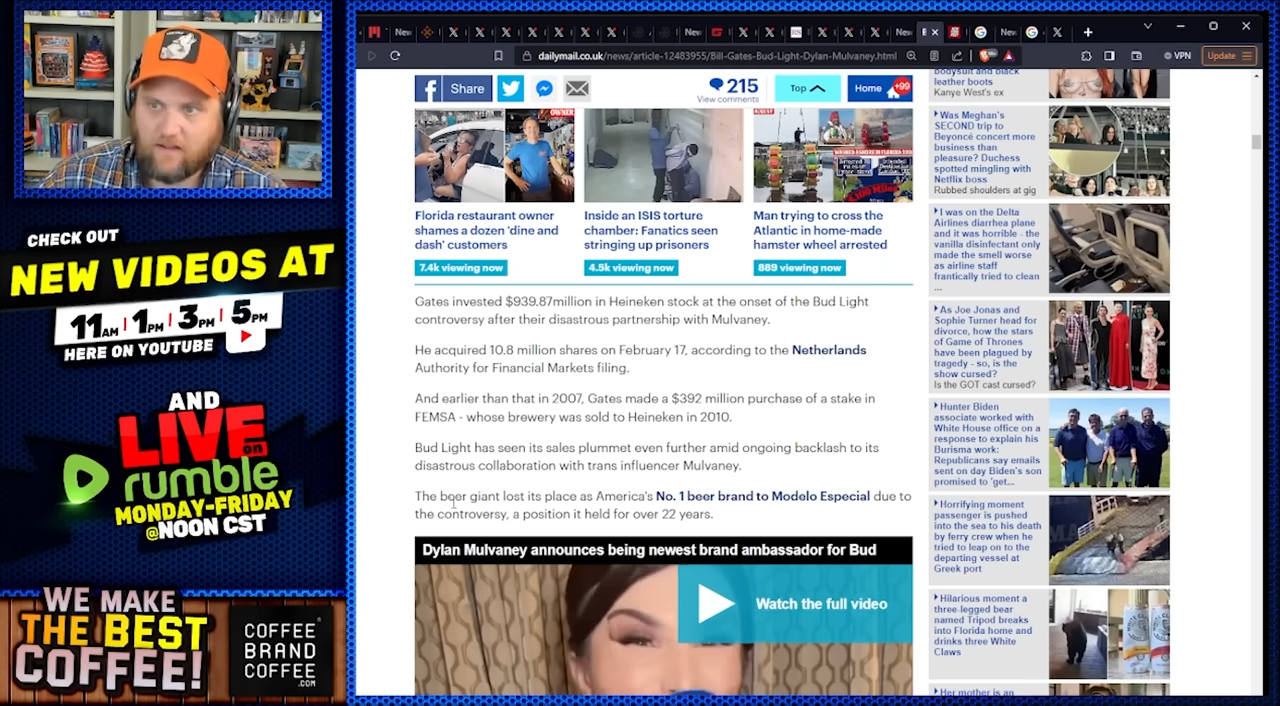 CHECK OUT
NEW VIDEOS AT
11AM | 1PM | 3PM | 5PM
HERE ON YOUTUBE
AND
LIVE on
rumble
MONDAY-FRIDAY
@NOON CST
WE MAKE
THE BEST
COFFEE!
COFFEE
BRAND
COFFEE
.COM
New
New
New
New
Update
VPN
dailymail.co.uk/news/article-12483955/Bill-Gates-Bud-Light-Dylan-Mulvaney.html
Share
215
View comments
Top
Home
+99
OWNER
Florida restaurant owner
shames a dozen 'dine and
dash' customers
7.4k viewing now
Inside an ISIS torture
chamber: Fanatics seen
stringing up prisoners
4.5k viewing now
Man trying to cross the
Atlantic in home-made
hamster wheel arrested
889 viewing now
Gates invested $939.87million in Heineken stock at the onset of the Bud Light
controversy after their disastrous partnership with Mulvaney.
He acquired 10.8 million shares on February 17, according to the Netherlands
Authority for Financial Markets filing.
And earlier than that in 2007, Gates made a $392 million purchase of a stake in
FEMSA - whose brewery was sold to Heineken in 2010.
Bud Light has seen its sales plummet even further amid ongoing backlash to its
disastrous collaboration with trans influencer Mulvaney.
The beer giant lost its place as America's No. 1 beer brand to Modelo Especial due to
the controversy, a position it held for over 22 years.
Dylan Mulvaney announces being newest brand ambassador for Bud
Watch the full video
bodysuit and black
leather boots
Kanye West's ex
Was Meghan's
SECOND trip to
Beyoncé concert more
business than
pleasure? Duchess
spotted mingling with
Netflix boss
Rubbed shoulders at gig
I was on the Delta
Airlines diarrhea plane
and it was horrible - the
vanilla disinfectant only
made the smell worse
as airline staff
frantically tried to clean
...
As Joe Jonas and
Sophie Turner head for
divorce, how the stars
of Game of Thrones
have been plagued by
tragedy - so, is the
show cursed?
Is the GOT cast cursed?
Hunter Biden
associate worked with
White House office on
a response to explain his
Burisma work:
Republicans say emails
sent on day Biden's son
promised to 'get...
Horrifying moment
passenger is pushed
into the sea to his death
by ferry crew when he
tried to leap on to the
departing vessel at
Greek port
Hilarious moment a
three-legged bear
named Tripod breaks
into Florida home and
drinks three White
Claws
Her mother is an